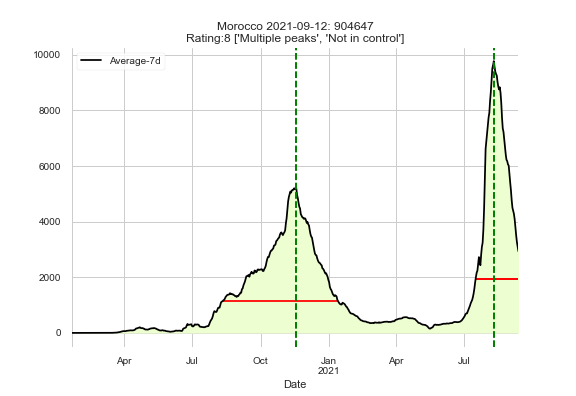 Morocco 2021-09-12: 904647
Rating:8 ['Multiple peaks', 'Not in control']
Average-7d
10000
8000
6000
4000
2000
0
Apr Jul Oct Jan Apr Jul
2021
Date